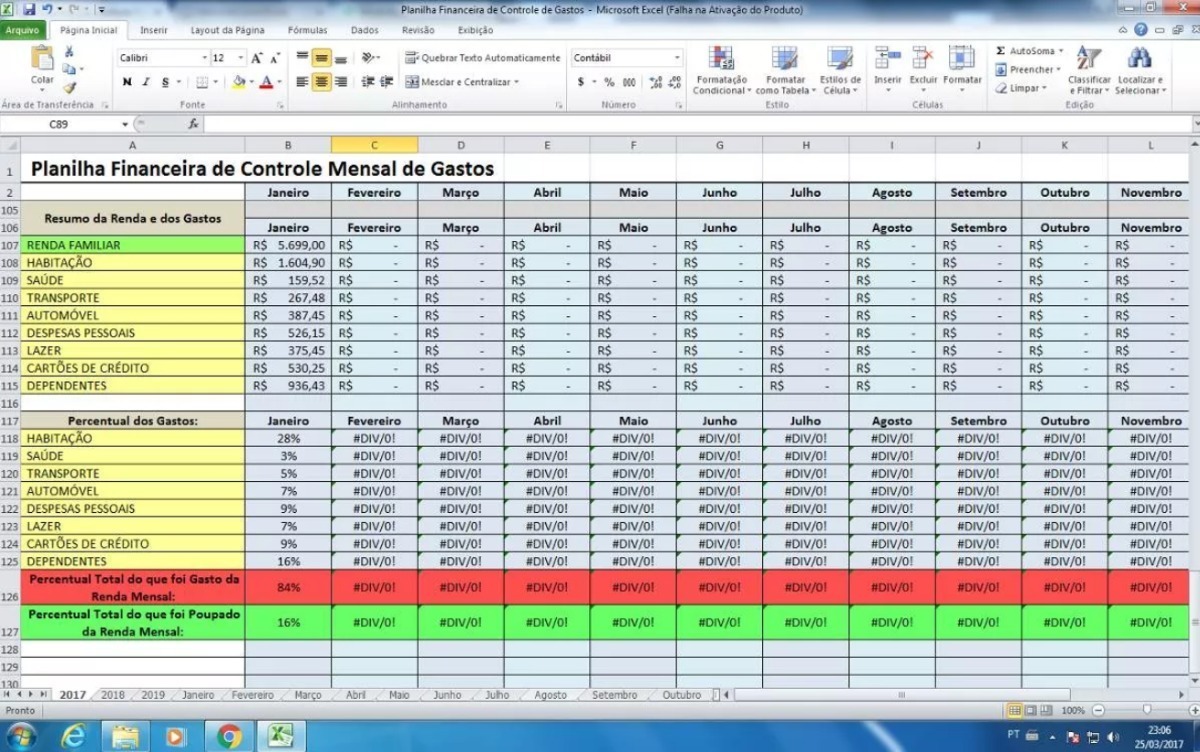 Planilha Financeira de Controle de Gastos - Microsoft Excel (Falha na Ativação do Produto)
Arquivo Página Inicial Inserir Layout da Página Fórmulas Dados Revisão Exibição
Colar
Calibri 12
N I S
Quebrar Texto Automaticamente
Mesclar e Centralizar
Contábil
$ % 000
Formatação Condicional
Formatar como Tabela
Estilos de Célula
Inserir Excluir Formatar
Σ AutoSoma
Preencher
Limpar
Classificar e Filtrar
Localizar e Selecionar
Área de Transferência Fonte Alinhamento Número Estilo Células Edição
C89 fx
A B C D E F G H I J K L
1 Planilha Financeira de Controle Mensal de Gastos
2 Janeiro Fevereiro Março Abril Maio Junho Julho Agosto Setembro Outubro Novembro
105
Resumo da Renda e dos Gastos
106 Janeiro Fevereiro Março Abril Maio Junho Julho Agosto Setembro Outubro Novembro
107 RENDA FAMILIAR R$ 5.699,00 R$ - R$ - R$ - R$ - R$ - R$ - R$ - R$ - R$ - R$
108 HABITAÇÃO R$ 1.604,90 R$ - R$ - R$ - R$ - R$ - R$ - R$ - R$ - R$ - R$
109 SAÚDE R$ 159,52 R$ - R$ - R$ - R$ - R$ - R$ - R$ - R$ - R$ - R$
110 TRANSPORTE R$ 267,48 R$ - R$ - R$ - R$ - R$ - R$ - R$ - R$ - R$ - R$
111 AUTOMÓVEL R$ 387,45 R$ - R$ - R$ - R$ - R$ - R$ - R$ - R$ - R$ - R$
112 DESPESAS PESSOAIS R$ 526,15 R$ - R$ - R$ - R$ - R$ - R$ - R$ - R$ - R$ - R$
113 LAZER R$ 375,45 R$ - R$ - R$ - R$ - R$ - R$ - R$ - R$ - R$ - R$
114 CARTÕES DE CRÉDITO R$ 530,25 R$ - R$ - R$ - R$ - R$ - R$ - R$ - R$ - R$ - R$
115 DEPENDENTES R$ 936,43 R$ - R$ - R$ - R$ - R$ - R$ - R$ - R$ - R$ - R$
116
117 Percentual dos Gastos: Janeiro Fevereiro Março Abril Maio Junho Julho Agosto Setembro Outubro Novembro
118 HABITAÇÃO 28% #DIV/0! #DIV/0! #DIV/0! #DIV/0! #DIV/0! #DIV/0! #DIV/0! #DIV/0! #DIV/0! #DIV/0!
119 SAÚDE 3% #DIV/0! #DIV/0! #DIV/0! #DIV/0! #DIV/0! #DIV/0! #DIV/0! #DIV/0! #DIV/0! #DIV/0!
120 TRANSPORTE 5% #DIV/0! #DIV/0! #DIV/0! #DIV/0! #DIV/0! #DIV/0! #DIV/0! #DIV/0! #DIV/0! #DIV/0!
121 AUTOMÓVEL 7% #DIV/0! #DIV/0! #DIV/0! #DIV/0! #DIV/0! #DIV/0! #DIV/0! #DIV/0! #DIV/0! #DIV/0!
122 DESPESAS PESSOAIS 9% #DIV/0! #DIV/0! #DIV/0! #DIV/0! #DIV/0! #DIV/0! #DIV/0! #DIV/0! #DIV/0! #DIV/0!
123 LAZER 7% #DIV/0! #DIV/0! #DIV/0! #DIV/0! #DIV/0! #DIV/0! #DIV/0! #DIV/0! #DIV/0! #DIV/0!
124 CARTÕES DE CRÉDITO 9% #DIV/0! #DIV/0! #DIV/0! #DIV/0! #DIV/0! #DIV/0! #DIV/0! #DIV/0! #DIV/0! #DIV/0!
125 DEPENDENTES 16% #DIV/0! #DIV/0! #DIV/0! #DIV/0! #DIV/0! #DIV/0! #DIV/0! #DIV/0! #DIV/0! #DIV/0!
Percentual Total do que foi Gasto da
126 Renda Mensal: 84% #DIV/0! #DIV/0! #DIV/0! #DIV/0! #DIV/0! #DIV/0! #DIV/0! #DIV/0! #DIV/0! #DIV/0!
Percentual Total do que foi Poupado
127 da Renda Mensal: 16% #DIV/0! #DIV/0! #DIV/0! #DIV/0! #DIV/0! #DIV/0! #DIV/0! #DIV/0! #DIV/0! #DIV/0!
128
129
130
2017 2018 2019 Janeiro Fevereiro Março Abril Maio Junho Julho Agosto Setembro Outubro
Pronto 100%
PT 23:06
25/03/2017